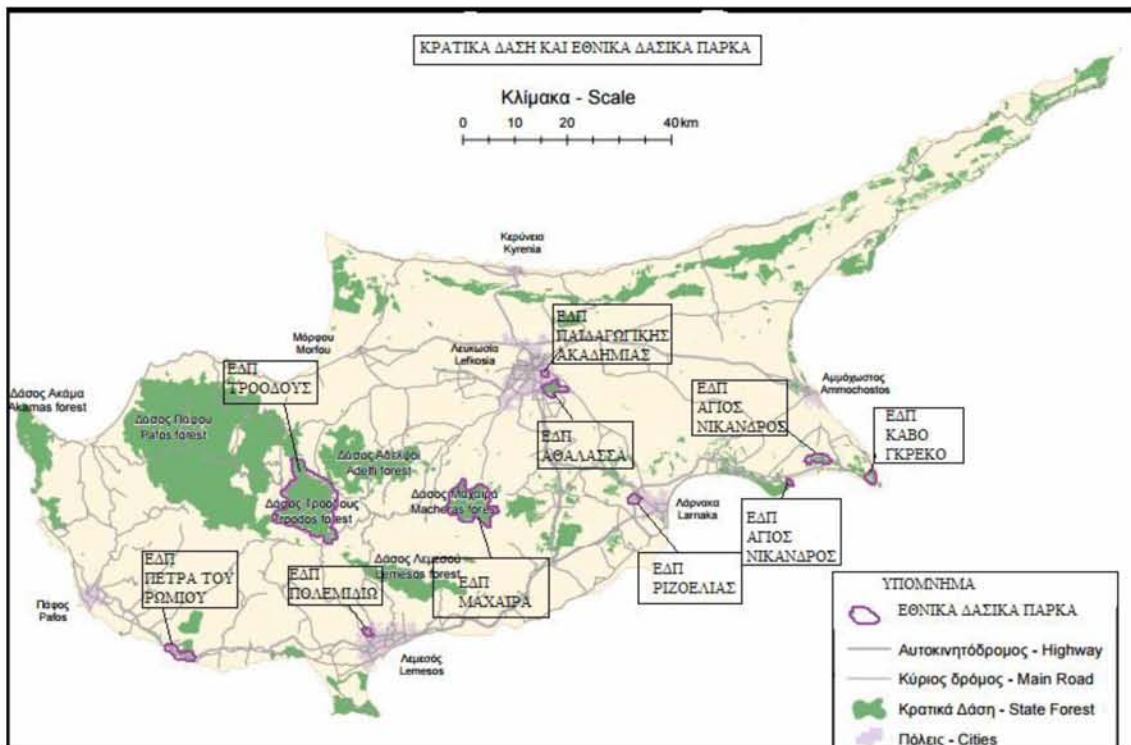 ΚΡΑΤΙΚΑ ΔΑΣΗ ΚΑΙ ΕΘΝΙΚΑ ΔΑΣΙΚΑ ΠΑΡΚΑ
Κλίμακα - Scale
0 10 20 40 km
Κερύνεια
Kyrenia
ΕΔΠ
ΠΑΙΔΑΓΩΓΙΚΗΣ
ΑΚΑΔΗΜΙΑΣ
Μόρφου
Morfou
Λευκωσία
Lefkosia
ΕΔΠ
ΤΡΟΟΔΟΥΣ
Δάσος Ακάμα
Akamas forest
Δάσος Πάφου
Pafos forest
ΕΔΠ
ΑΓΙΟΣ
ΝΙΚΑΝΔΡΟΣ
Αμμόχωστος
Ammochostos
ΕΔΠ
ΚΑΒΟ
ΓΚΡΕΚΟ
ΕΔΠ
ΑΘΑΛΑΣΣΑ
Δάσος Αδελφοί
Adelfi forest
Δάσος Τροόδους
Troodos forest
Δάσος Μαχαιρά
Macheras forest
Λάρνακα
Larnaka
ΕΔΠ
ΑΓΙΟΣ
ΝΙΚΑΝΔΡΟΣ
ΕΔΠ
ΠΕΤΡΑ ΤΟΥ
ΡΩΜΙΟΥ
ΕΔΠ
ΠΟΛΕΜΙΔΙΩ
Δάσος Λεμεσού
Lemesos forest
ΕΔΠ
ΜΑΧΑΙΡΑ
ΕΔΠ
ΡΙΖΟΕΛΙΑΣ
Πάφος
Pafos
Λεμεσός
Lemesos
ΥΠΟΜΝΗΜΑ
ΕΘΝΙΚΑ ΔΑΣΙΚΑ ΠΑΡΚΑ
Αυτοκινητόδρομος - Highway
Κύριος δρόμος - Main Road
Κρατικά Δάση - State Forest
Πόλεις - Cities